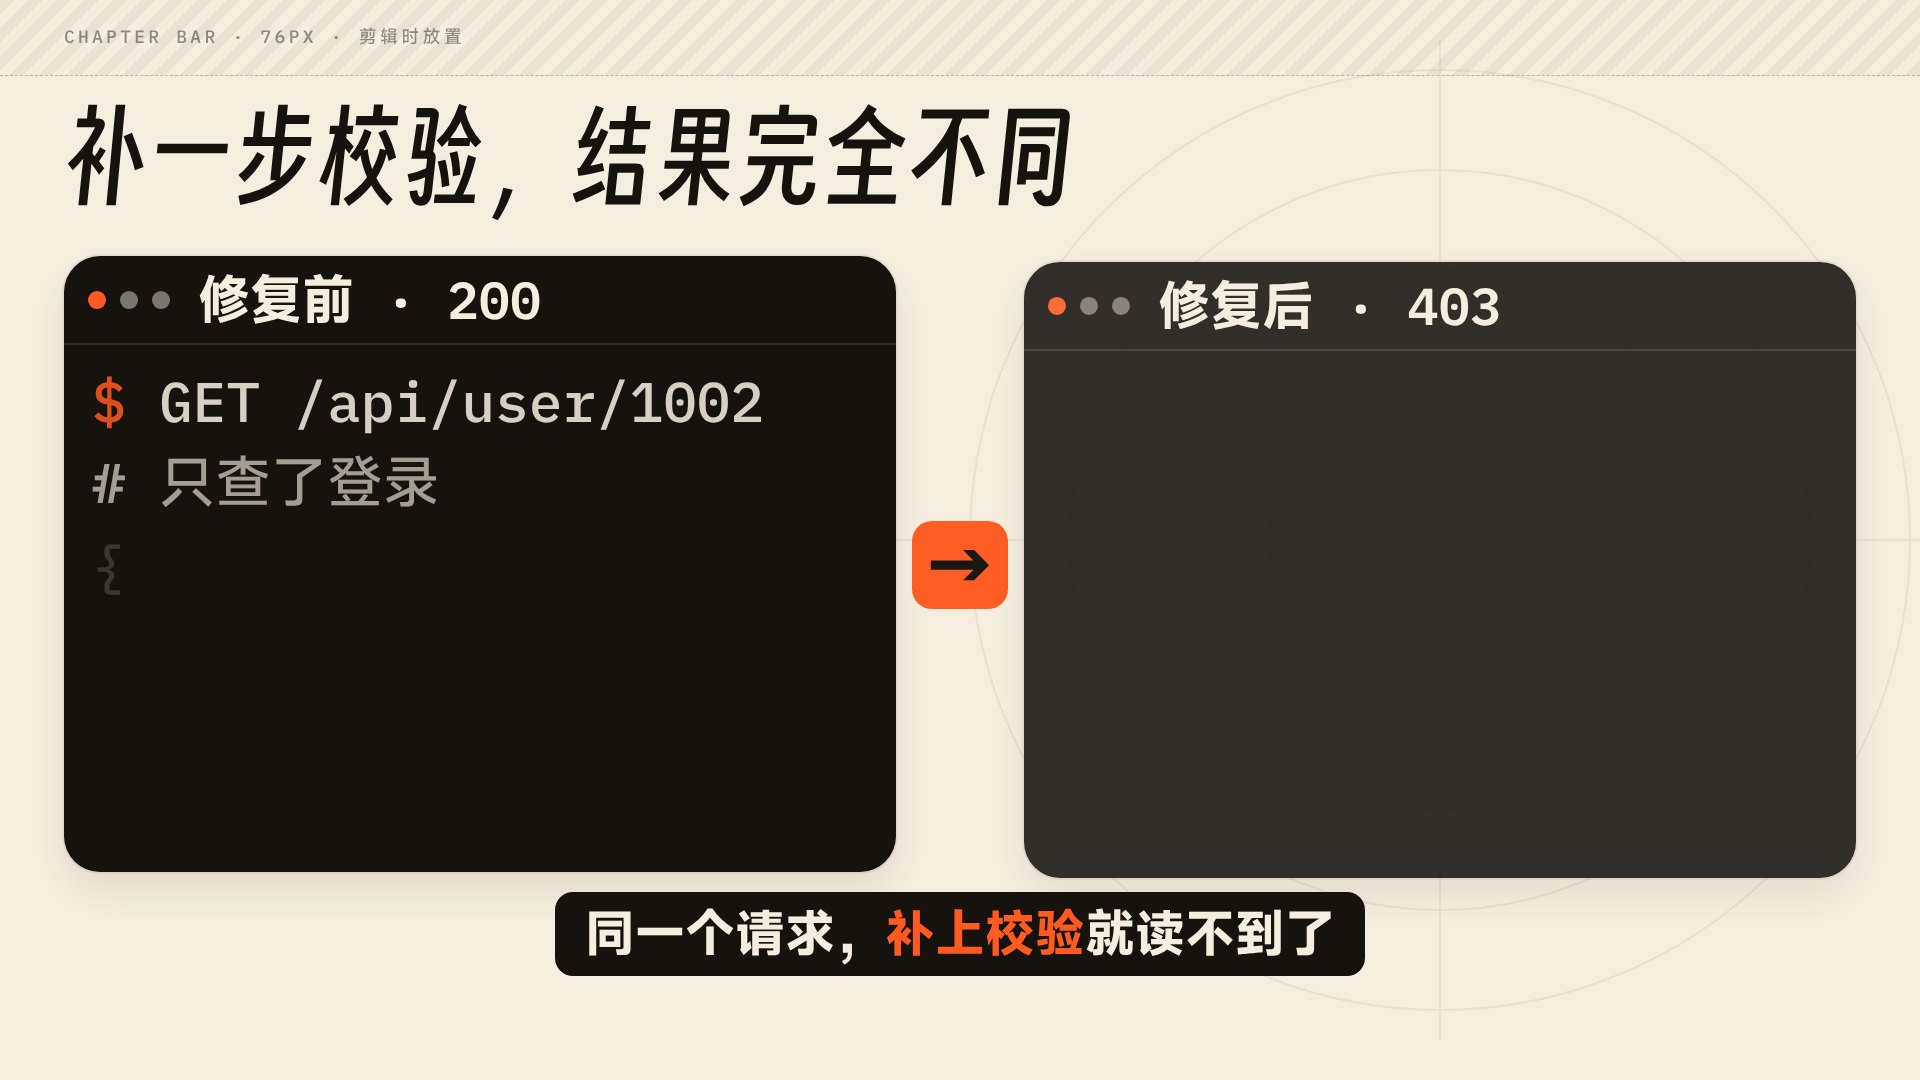 CHAPTER BAR · 76PX · 剪辑时放置
补一步校验，结果完全不同
修复前 · 200
$ GET /api/user/1002
# 只查了登录
{
→
修复后 · 403
同一个请求，补上校验就读不到了